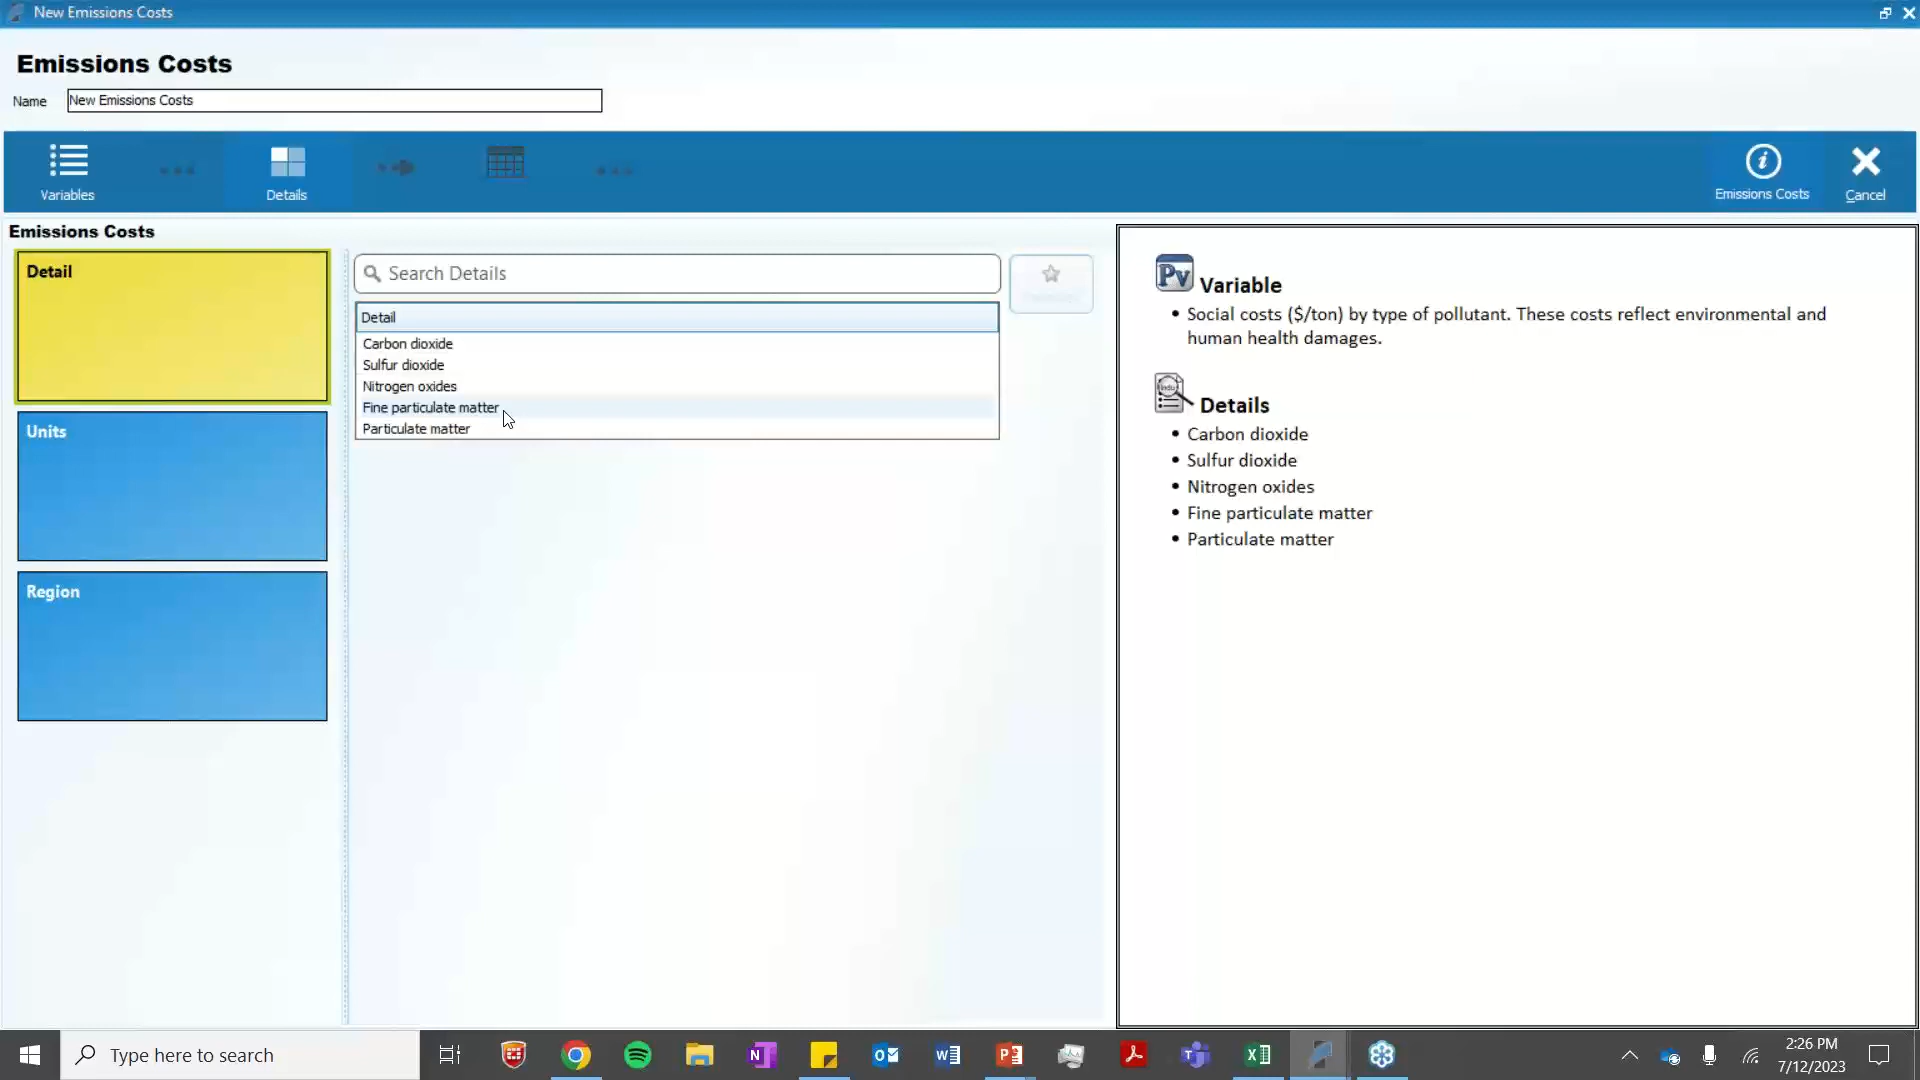 New Emissions Costs
Emissions Costs
Name New Emissions Costs
Variables
Details
Emissions Costs
Cancel
Emissions Costs
Detail
Units
Region
Search Details
Detail
Carbon dioxide
Sulfur dioxide
Nitrogen oxides
Fine particulate matter
Particulate matter
Pv Variable
• Social costs ($/ton) by type of pollutant. These costs reflect environmental and
human health damages.
Details
• Carbon dioxide
• Sulfur dioxide
• Nitrogen oxides
• Fine particulate matter
• Particulate matter
Type here to search
2:26 PM
7/12/2023